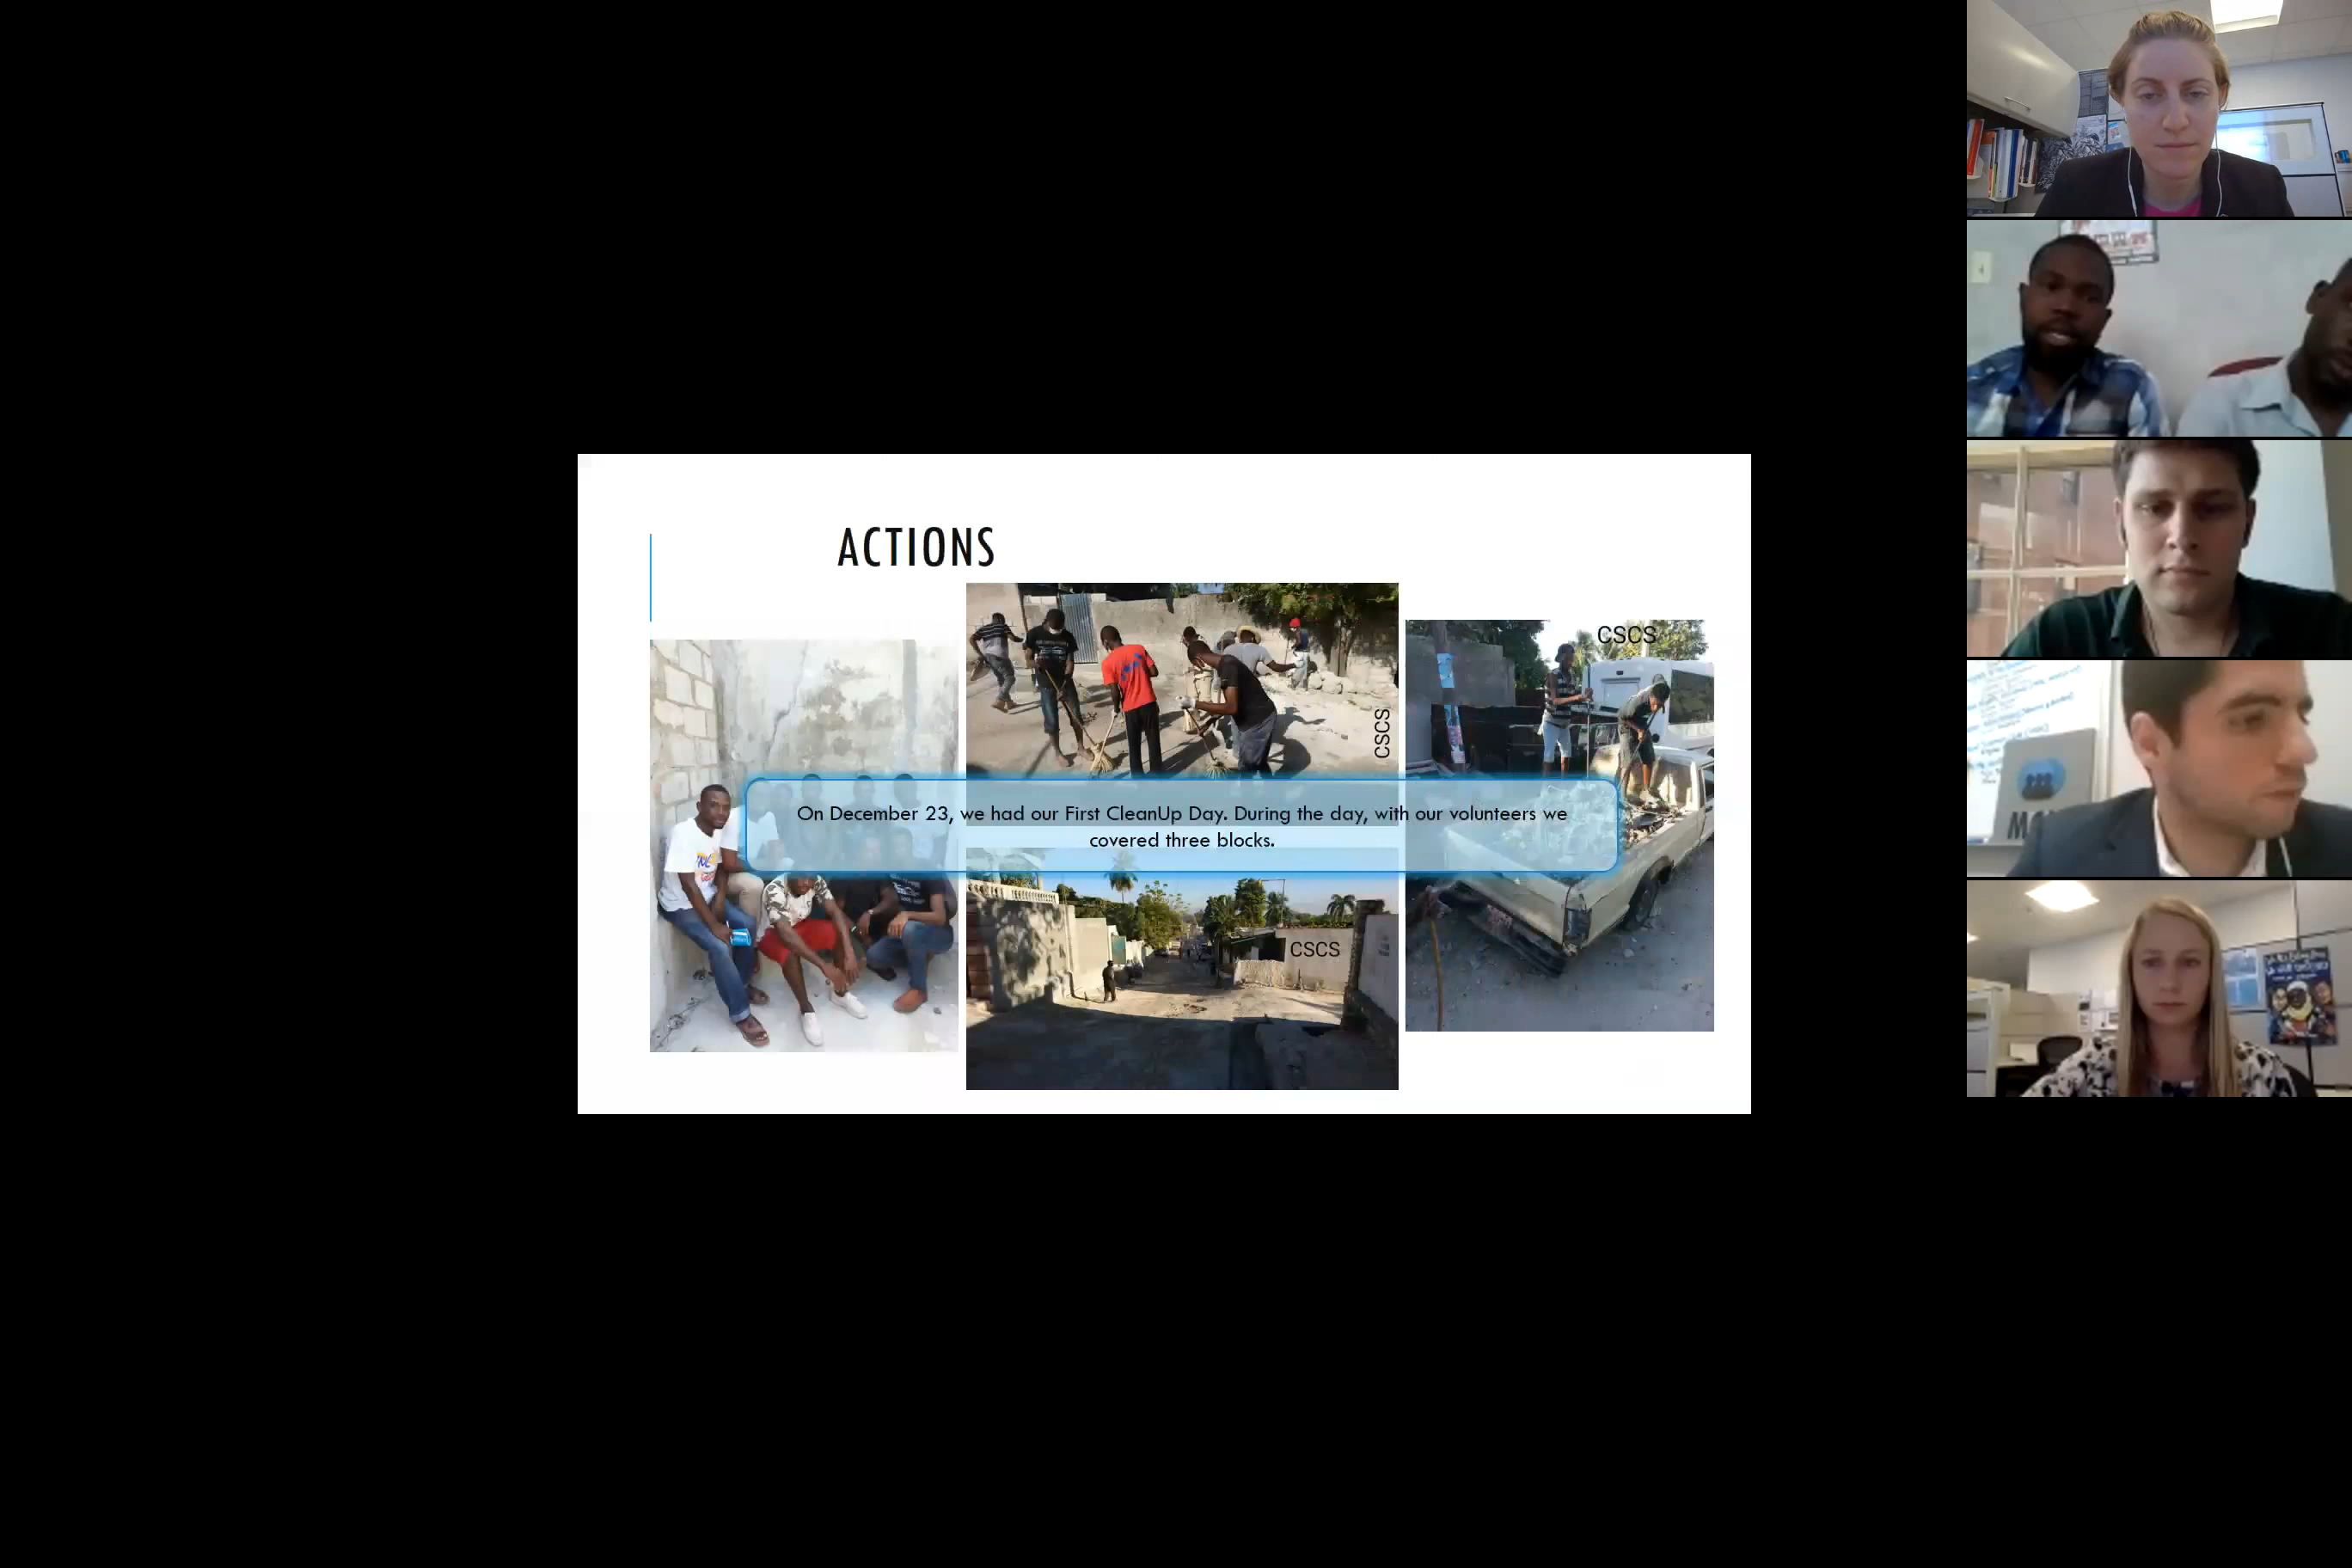 ACTIONS
CSCS
CSCS
On December 23, we had our First CleanUp Day. During the day, with our volunteers we
covered three blocks.
CSCS